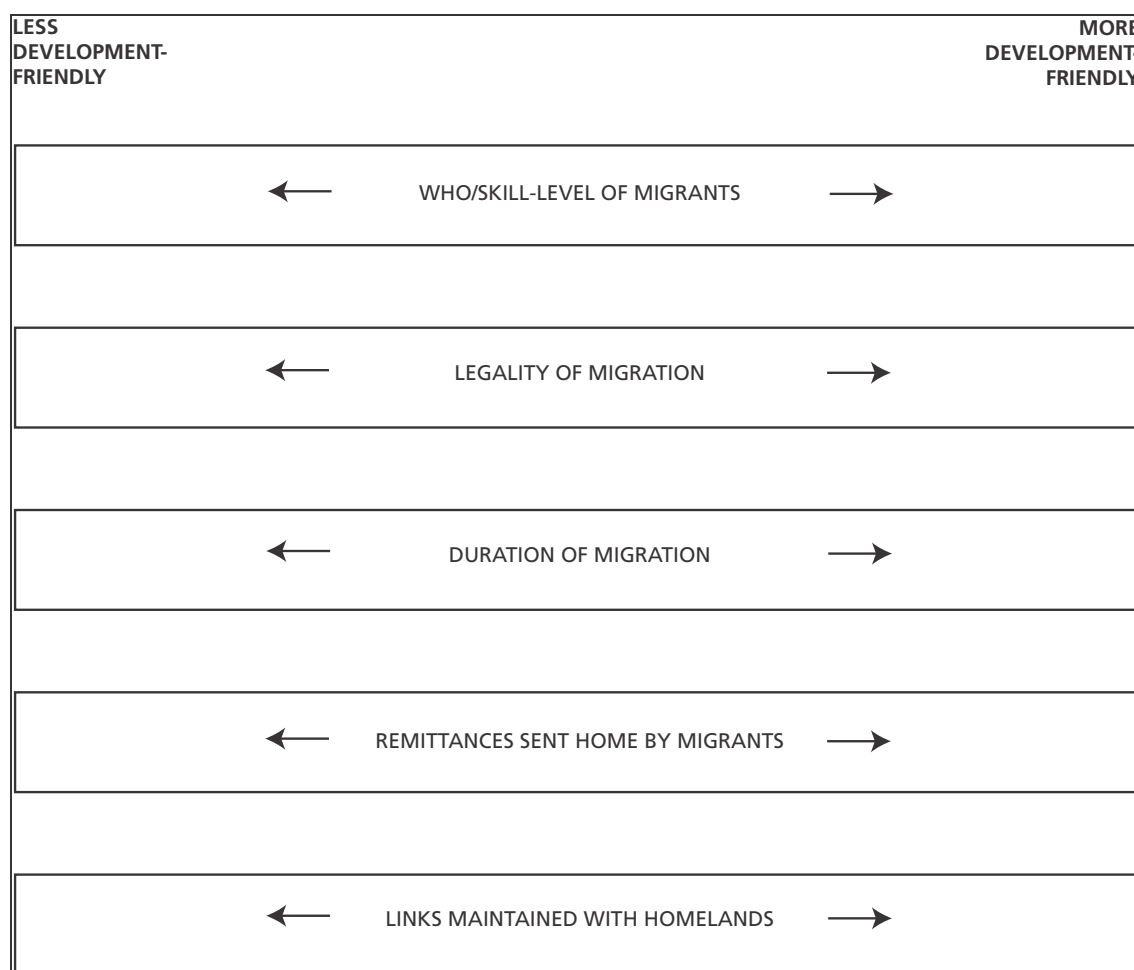 LESS
DEVELOPMENT-
FRIENDLY
MORE
DEVELOPMENT-
FRIENDLY
WHO/SKILL-LEVEL OF MIGRANTS
LEGALITY OF MIGRATION
DURATION OF MIGRATION
REMITTANCES SENT HOME BY MIGRANTS
LINKS MAINTAINED WITH HOMELANDS